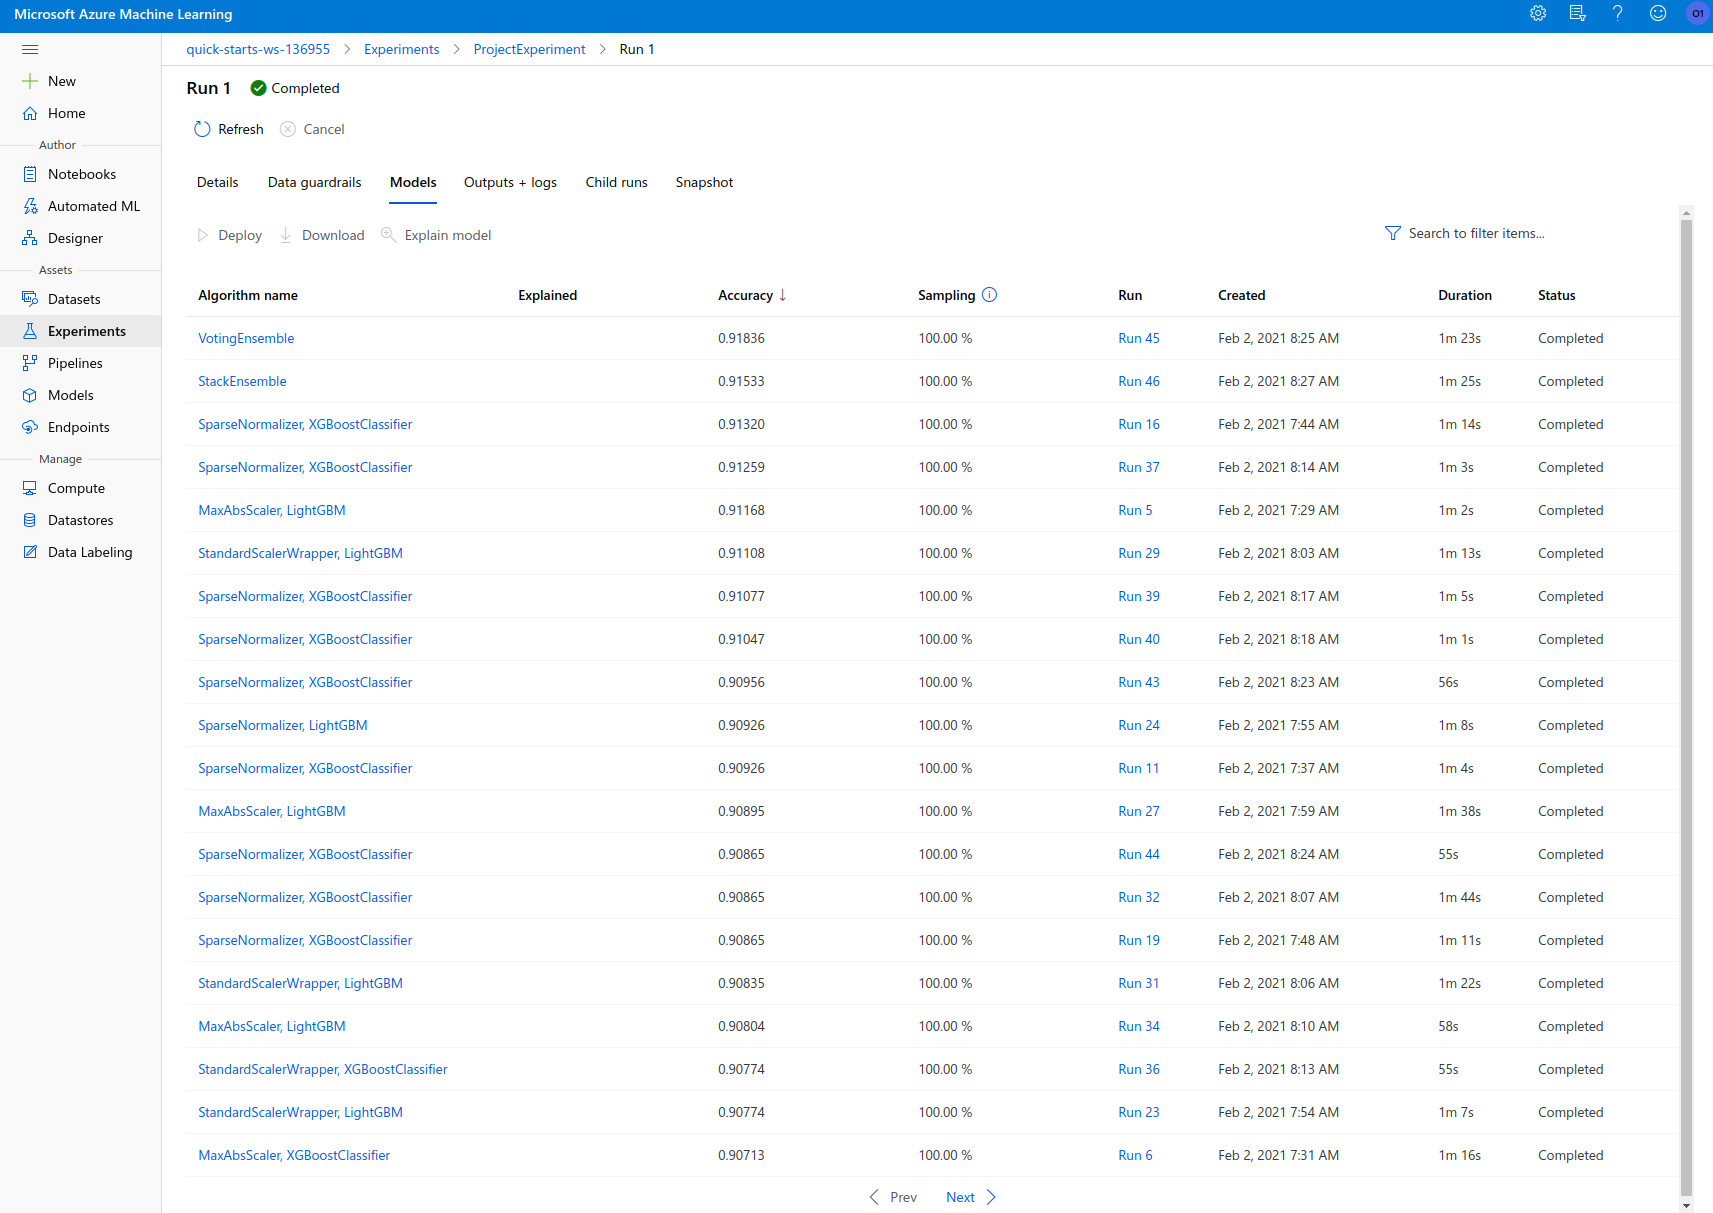 Microsoft Azure Machine Learning
?
O1
quick-starts-ws-136955 > Experiments > ProjectExperiment > Run 1
New
Home
Author
Notebooks
Automated ML
Designer
Assets
Datasets
Experiments
Pipelines
Models
Endpoints
Manage
Compute
Datastores
Data Labeling
Run 1 Completed
Refresh Cancel
Details Data guardrails Models Outputs + logs Child runs Snapshot
Deploy Download Explain model Search to filter items...
Algorithm name Explained Accuracy ↓ Sampling Run Created Duration Status
VotingEnsemble 0.91836 100.00 % Run 45 Feb 2, 2021 8:25 AM 1m 23s Completed
StackEnsemble 0.91533 100.00 % Run 46 Feb 2, 2021 8:27 AM 1m 25s Completed
SparseNormalizer, XGBoostClassifier 0.91320 100.00 % Run 16 Feb 2, 2021 7:44 AM 1m 14s Completed
SparseNormalizer, XGBoostClassifier 0.91259 100.00 % Run 37 Feb 2, 2021 8:14 AM 1m 3s Completed
MaxAbsScaler, LightGBM 0.91168 100.00 % Run 5 Feb 2, 2021 7:29 AM 1m 2s Completed
StandardScalerWrapper, LightGBM 0.91108 100.00 % Run 29 Feb 2, 2021 8:03 AM 1m 13s Completed
SparseNormalizer, XGBoostClassifier 0.91077 100.00 % Run 39 Feb 2, 2021 8:17 AM 1m 5s Completed
SparseNormalizer, XGBoostClassifier 0.91047 100.00 % Run 40 Feb 2, 2021 8:18 AM 1m 1s Completed
SparseNormalizer, XGBoostClassifier 0.90956 100.00 % Run 43 Feb 2, 2021 8:23 AM 56s Completed
SparseNormalizer, LightGBM 0.90926 100.00 % Run 24 Feb 2, 2021 7:55 AM 1m 8s Completed
SparseNormalizer, XGBoostClassifier 0.90926 100.00 % Run 11 Feb 2, 2021 7:37 AM 1m 4s Completed
MaxAbsScaler, LightGBM 0.90895 100.00 % Run 27 Feb 2, 2021 7:59 AM 1m 38s Completed
SparseNormalizer, XGBoostClassifier 0.90865 100.00 % Run 44 Feb 2, 2021 8:24 AM 55s Completed
SparseNormalizer, XGBoostClassifier 0.90865 100.00 % Run 32 Feb 2, 2021 8:07 AM 1m 44s Completed
SparseNormalizer, XGBoostClassifier 0.90865 100.00 % Run 19 Feb 2, 2021 7:48 AM 1m 11s Completed
StandardScalerWrapper, LightGBM 0.90835 100.00 % Run 31 Feb 2, 2021 8:06 AM 1m 22s Completed
MaxAbsScaler, LightGBM 0.90804 100.00 % Run 34 Feb 2, 2021 8:10 AM 58s Completed
StandardScalerWrapper, XGBoostClassifier 0.90774 100.00 % Run 36 Feb 2, 2021 8:13 AM 55s Completed
StandardScalerWrapper, LightGBM 0.90774 100.00 % Run 23 Feb 2, 2021 7:54 AM 1m 7s Completed
MaxAbsScaler, XGBoostClassifier 0.90713 100.00 % Run 6 Feb 2, 2021 7:31 AM 1m 16s Completed
Prev Next